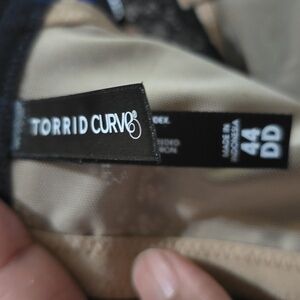 TORRID CURVE
MADE IN
INDONESIA
44
DD